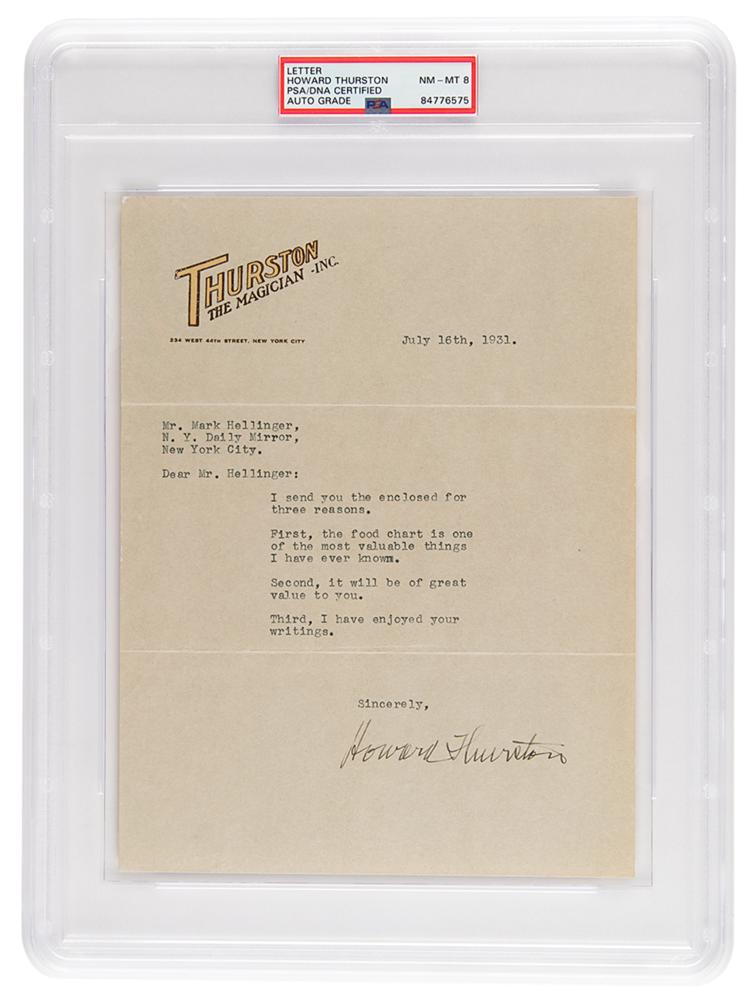 LETTER
HOWARD THURSTON NM-MT 8
PSA/DNA CERTIFIED
AUTO GRADE PSA 84776575
THURSTON
THE MAGICIAN -INC.
234 WEST 44TH STREET, NEW YORK CITY
July 16th, 1931.
Mr. Mark Hellinger,
N. Y. Daily Mirror,
New York City.
Dear Mr. Hellinger:
I send you the enclosed for
three reasons.
First, the food chart is one
of the most valuable things
I have ever known.
Second, it will be of great
value to you.
Third, I have enjoyed your
writings.
Sincerely,
Howard Thurston